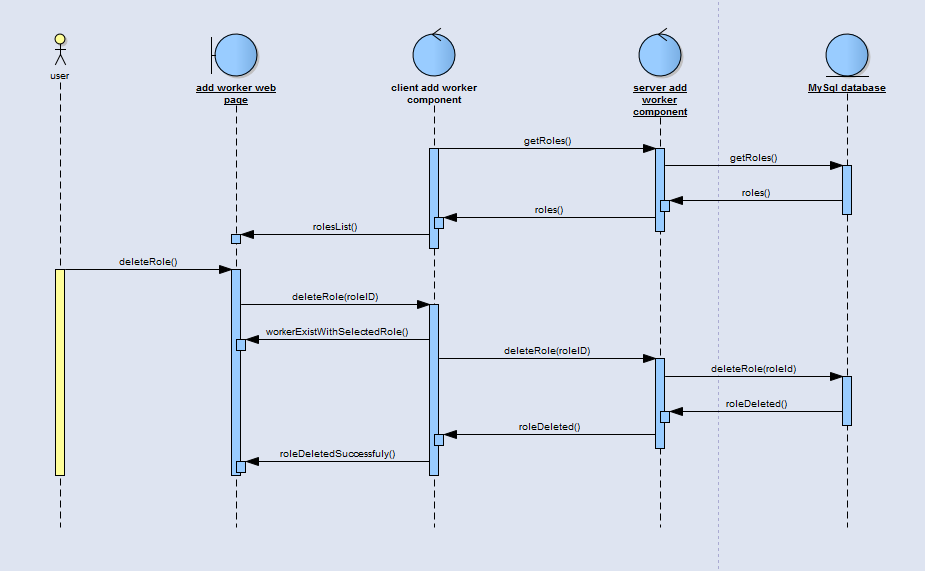 user
add worker web
page
client add worker
component
server add
worker
component
MySql database
getRoles()
getRoles()
roles()
roles()
rolesList()
deleteRole()
deleteRole(roleID)
workerExistWithSelectedRole()
deleteRole(roleID)
deleteRole(roleId)
roleDeleted()
roleDeleted()
roleDeletedSuccessfuly()